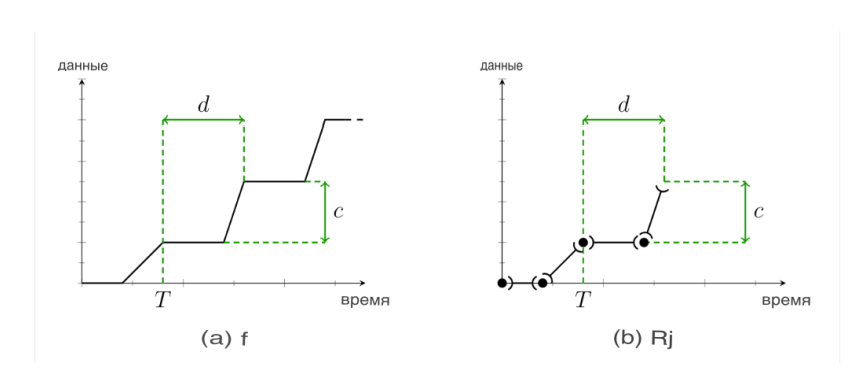 данные
d
c
T
время
(a) f
данные
d
c
T
время
(b) Rj